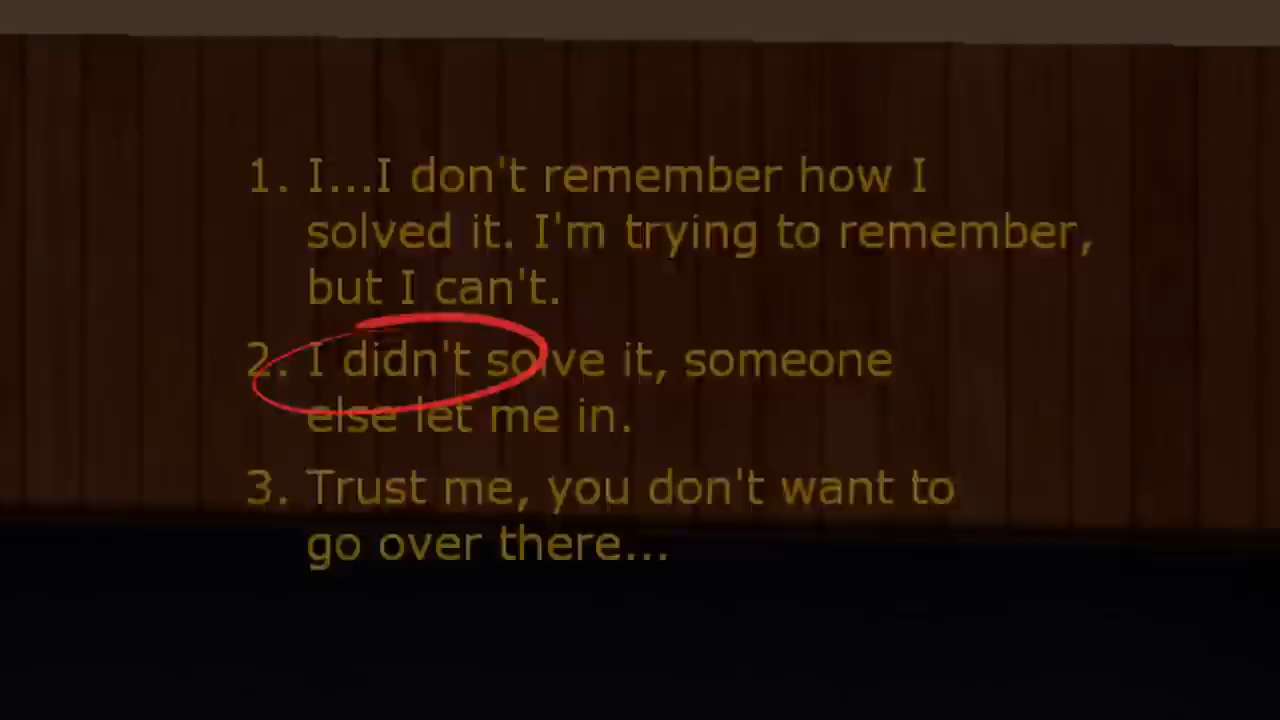 1. I...I don't remember how I
solved it. I'm trying to remember,
but I can't.
2. I didn't solve it, someone
else let me in.
3. Trust me, you don't want to
go over there...